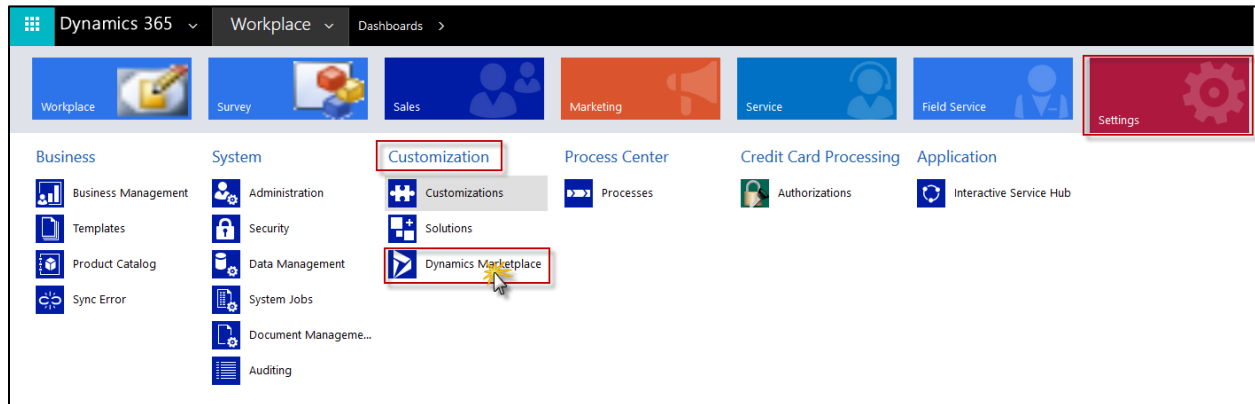 Dynamics 365 Workplace Dashboards >
Workplace Survey Sales Marketing Service Field Service Settings
Business System Customization Process Center Credit Card Processing Application
Business Management Administration Customizations Processes Authorizations Interactive Service Hub
Templates Security Solutions
Product Catalog Data Management Dynamics Marketplace
Sync Error System Jobs
Document Manageme...
Auditing